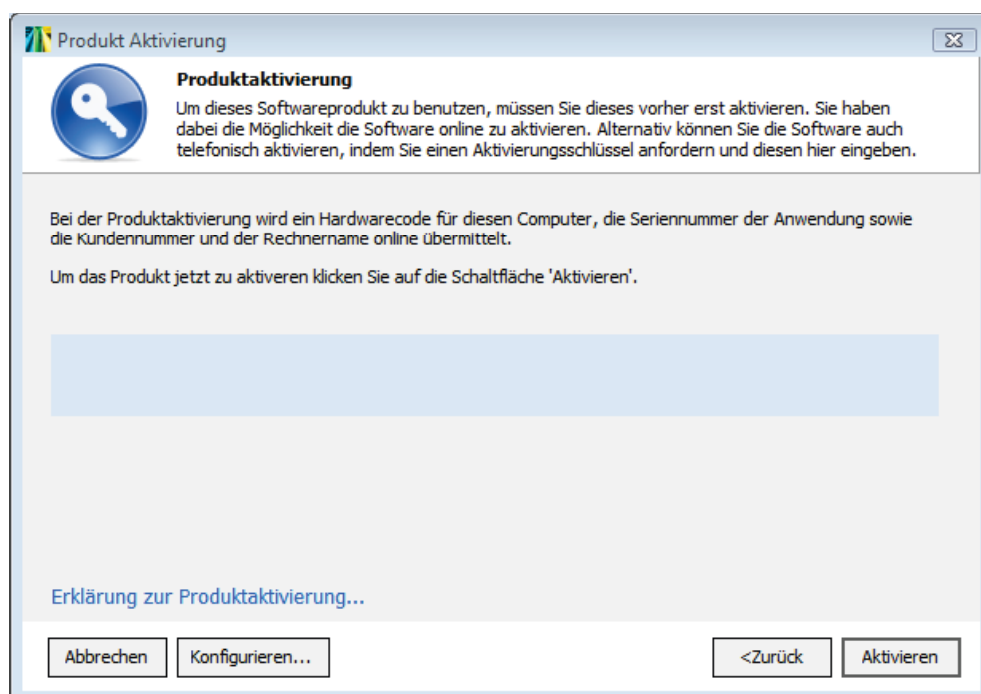 Produkt Aktivierung
Produktaktivierung
Um dieses Softwareprodukt zu benutzen, müssen Sie dieses vorher erst aktivieren. Sie haben
dabei die Möglichkeit die Software online zu aktivieren. Alternativ können Sie die Software auch
telefonisch aktivieren, indem Sie einen Aktivierungsschlüssel anfordern und diesen hier eingeben.
Bei der Produktaktivierung wird ein Hardwarecode für diesen Computer, die Seriennummer der Anwendung sowie
die Kundennummer und der Rechnername online übermittelt.
Um das Produkt jetzt zu aktiveren klicken Sie auf die Schaltfläche 'Aktivieren'.
Erklärung zur Produktaktivierung...
Abbrechen
Konfigurieren...
<Zurück
Aktivieren